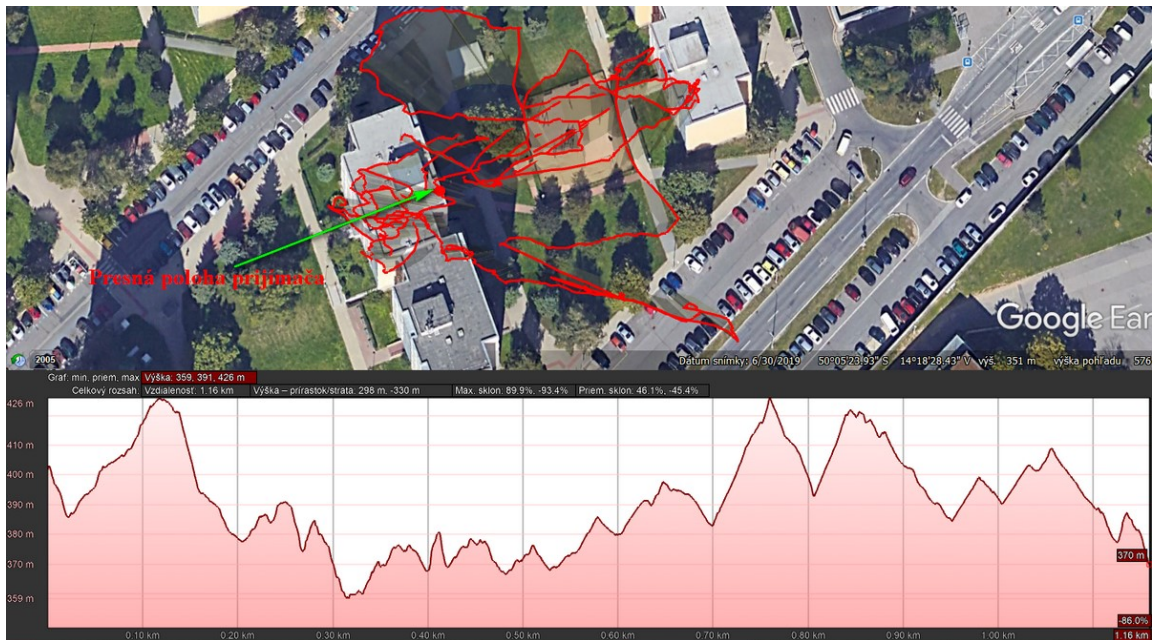 Presná poloha prijímača
Google Ear
2005
Dátum snímky: 6/30/2019 50°05'23.93" S 14°18'28.43" V výš. 351 m výška pohľadu 576
Graf: min, priem, max Výška: 359, 391, 426 m
Celkový rozsah: Vzdialenosť: 1.16 km Výška – prírastok/strata: 298 m, -330 m Max. sklon: 89.9%, -93.4% Priem. sklon: 46.1%, -45.4%
426 m
410 m
400 m
390 m
380 m
370 m
359 m
370 m
-86.0%
0.10 km 0.20 km 0.30 km 0.40 km 0.50 km 0.60 km 0.70 km 0.80 km 0.90 km 1.00 km 1.16 km